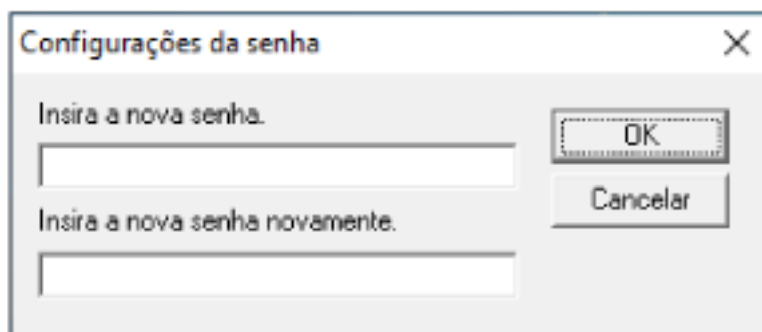 Configurações da senha
Insira a nova senha.
OK
Cancelar
Insira a nova senha novamente.